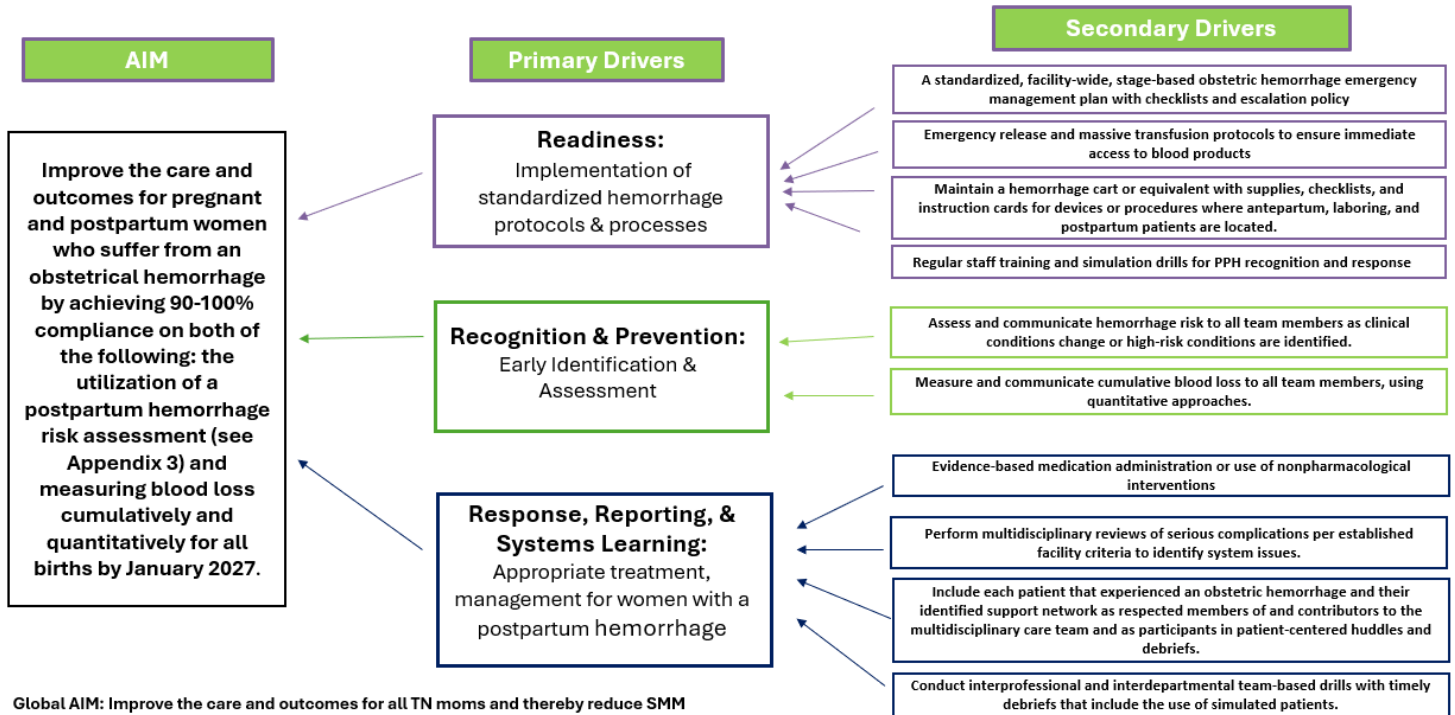 AIM
Primary Drivers
Secondary Drivers
Improve the care and
outcomes for pregnant
and postpartum women
who suffer from an
obstetrical hemorrhage
by achieving 90-100%
compliance on both of
the following: the
utilization of a
postpartum hemorrhage
risk assessment (see
Appendix 3) and
measuring blood loss
cumulatively and
quantitatively for all
births by January 2027.
Readiness:
Implementation of
standardized hemorrhage
protocols & processes
Recognition & Prevention:
Early Identification &
Assessment
Response, Reporting, &
Systems Learning:
Appropriate treatment,
management for women with a
postpartum hemorrhage
A standardized, facility-wide, stage-based obstetric hemorrhage emergency
management plan with checklists and escalation policy
Emergency release and massive transfusion protocols to ensure immediate
access to blood products
Maintain a hemorrhage cart or equivalent with supplies, checklists, and
instruction cards for devices or procedures where antepartum, laboring, and
postpartum patients are located.
Regular staff training and simulation drills for PPH recognition and response
Assess and communicate hemorrhage risk to all team members as clinical
conditions change or high-risk conditions are identified.
Measure and communicate cumulative blood loss to all team members, using
quantitative approaches.
Evidence-based medication administration or use of nonpharmacological
interventions
Perform multidisciplinary reviews of serious complications per established
facility criteria to identify system issues.
Include each patient that experienced an obstetric hemorrhage and their
identified support network as respected members of and contributors to the
multidisciplinary care team and as participants in patient-centered huddles and
debriefs.
Conduct interprofessional and interdepartmental team-based drills with timely
debriefs that include the use of simulated patients.
Global AIM: Improve the care and outcomes for all TN moms and thereby reduce SMM